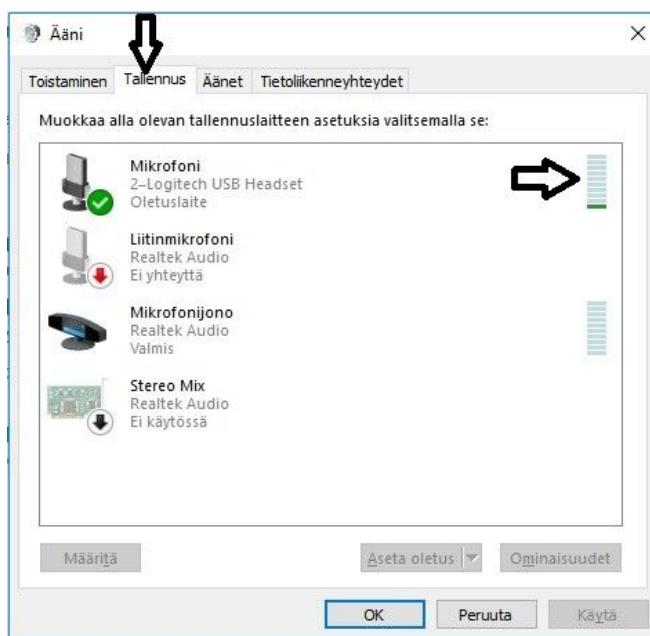 Ääni
Toistaminen Tallennus Äänet Tietoliikenneyhteydet
Muokkaa alla olevan tallennuslaitteen asetuksia valitsemalla se:
Mikrofoni
2-Logitech USB Headset
Oletuslaite
Liitinmikrofoni
Realtek Audio
Ei yhteyttä
Mikrofonijono
Realtek Audio
Valmis
Stereo Mix
Realtek Audio
Ei käytössä
Määritä Aseta oletus Ominaisuudet
OK Peruuta Käytä